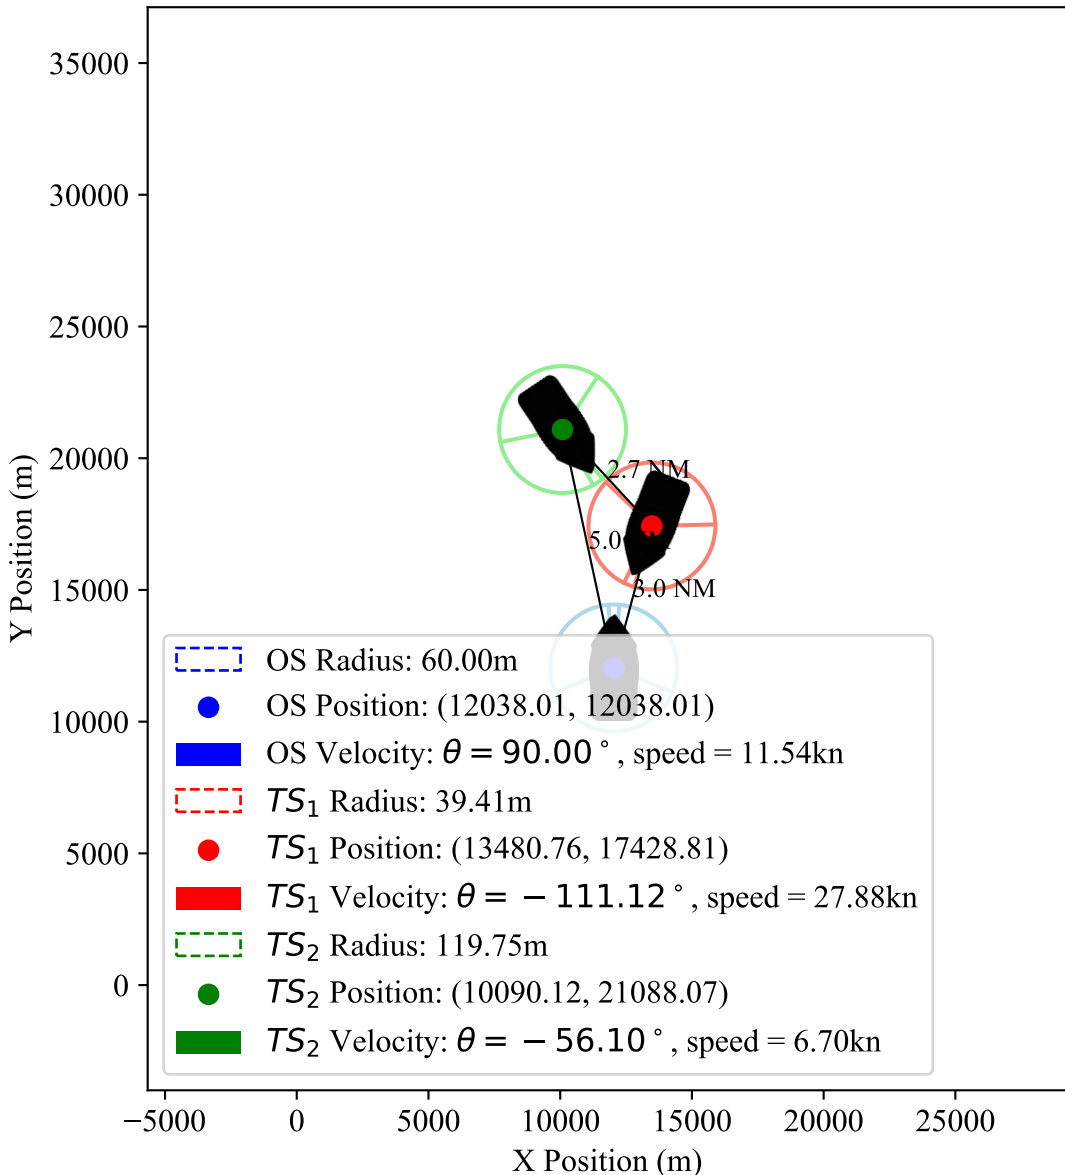 35000
30000
25000
20000
15000
10000
5000
0
Y Position (m)
2.7 NM
5.0
3.0 NM
OS Radius: 60.00m
OS Position: (12038.01, 12038.01)
OS Velocity: θ = 90.00°, speed = 11.54kn
TS₁ Radius: 39.41m
TS₁ Position: (13480.76, 17428.81)
TS₁ Velocity: θ = −111.12°, speed = 27.88kn
TS₂ Radius: 119.75m
TS₂ Position: (10090.12, 21088.07)
TS₂ Velocity: θ = −56.10°, speed = 6.70kn
−5000 0 5000 10000 15000 20000 25000
X Position (m)